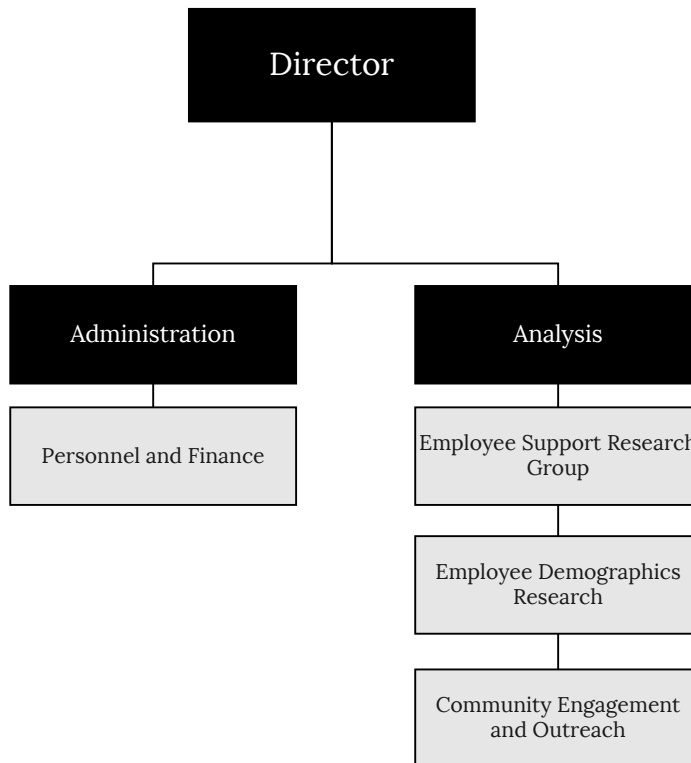 Director
Administration
Analysis
Personnel and Finance
Employee Support Research
Group
Employee Demographics
Research
Community Engagement
and Outreach